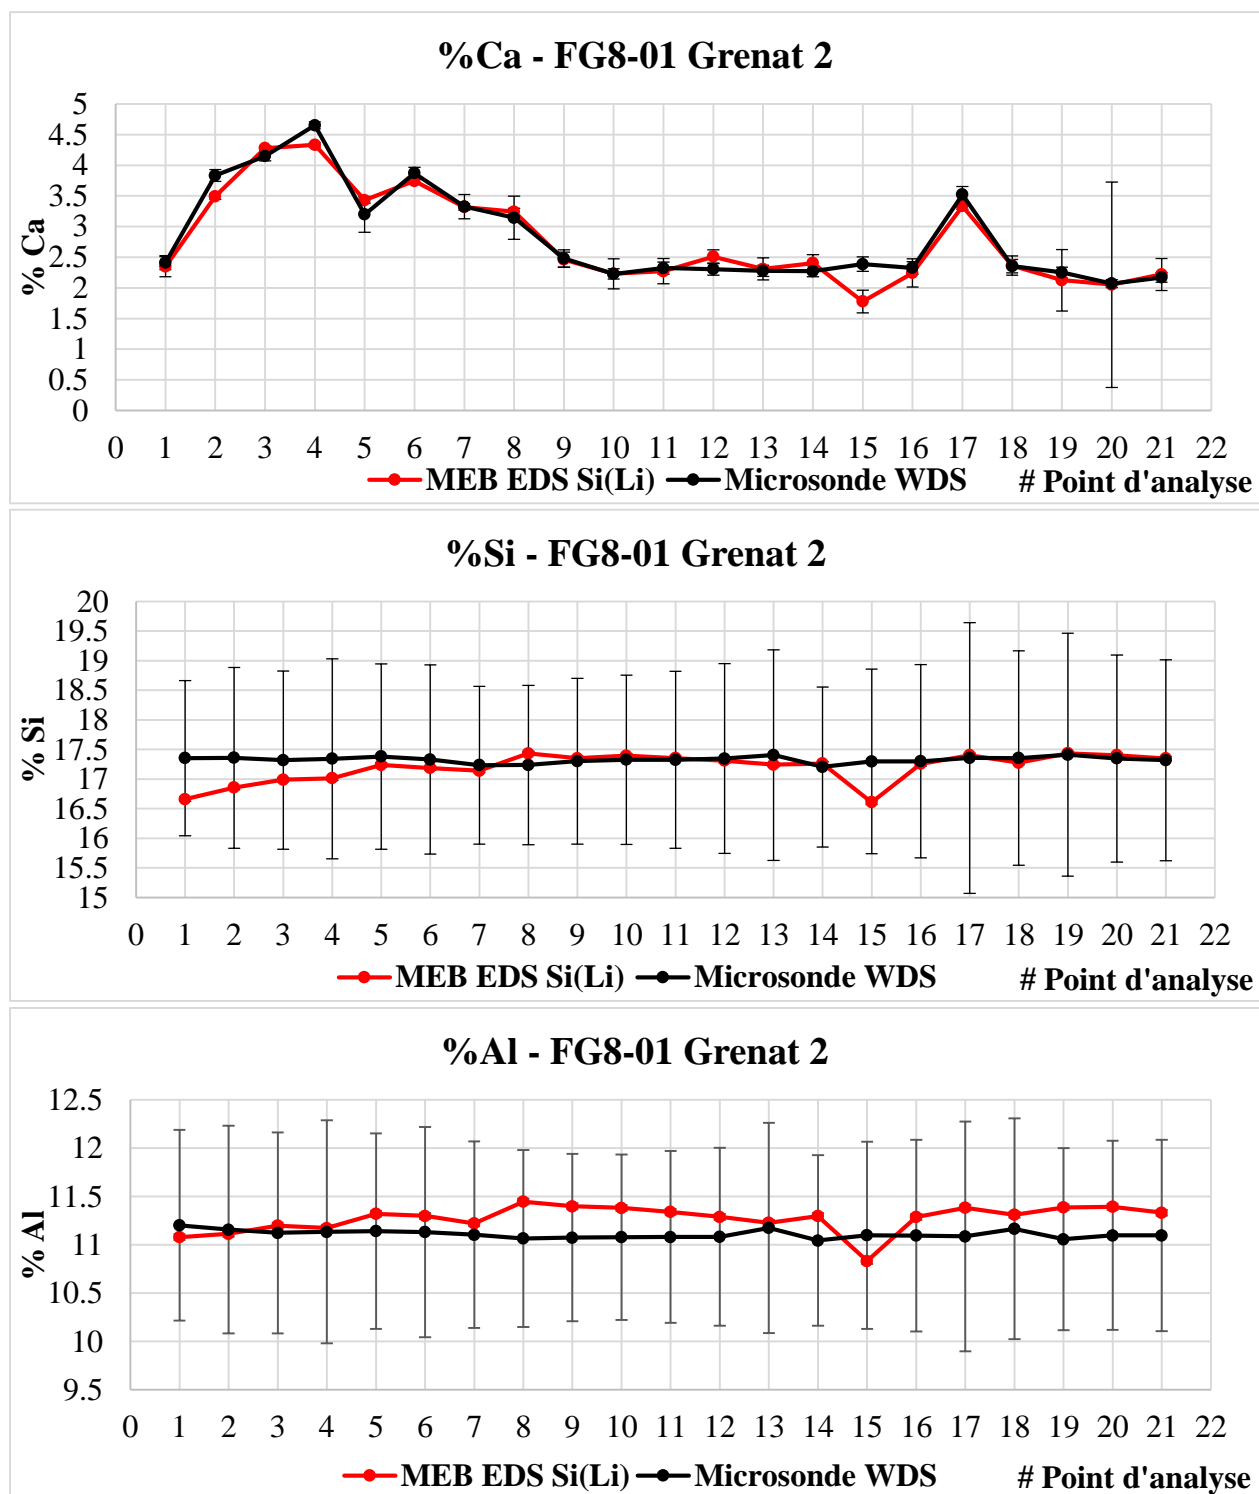 %Ca - FG8-01 Grenat 2
5
4.5
4
3.5
3
2.5
2
1.5
1
0.5
0
% Ca
0 1 2 3 4 5 6 7 8 9 10 11 12 13 14 15 16 17 18 19 20 21 22
MEB EDS Si(Li) Microsonde WDS # Point d'analyse
%Si - FG8-01 Grenat 2
20
19.5
19
18.5
18
17.5
17
16.5
16
15.5
15
% Si
0 1 2 3 4 5 6 7 8 9 10 11 12 13 14 15 16 17 18 19 20 21 22
MEB EDS Si(Li) Microsonde WDS # Point d'analyse
%Al - FG8-01 Grenat 2
12.5
12
11.5
11
10.5
10
9.5
% Al
0 1 2 3 4 5 6 7 8 9 10 11 12 13 14 15 16 17 18 19 20 21 22
MEB EDS Si(Li) Microsonde WDS # Point d'analyse